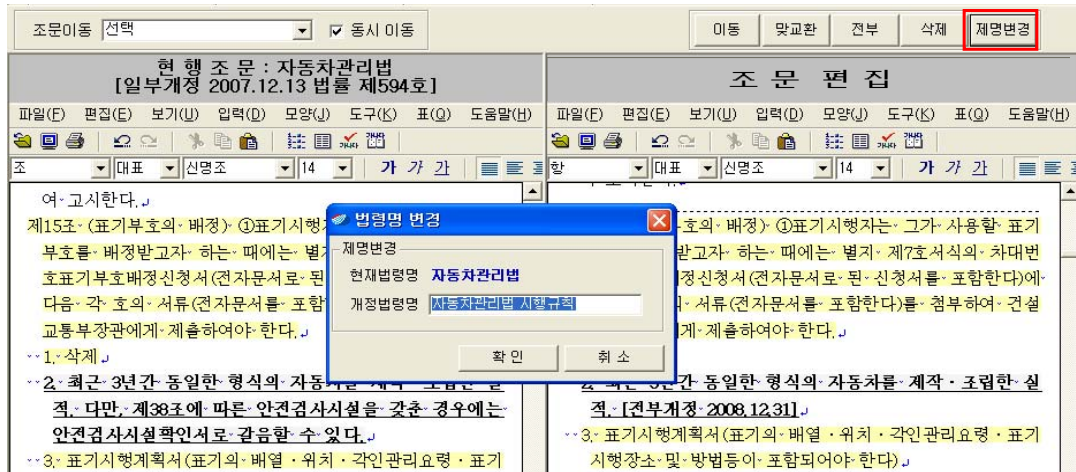 조문이동 선택 동시 이동
이동 맞교환 전부 삭제 제명변경
현 행 조 문 : 자동차관리법
[일부개정 2007.12.13 법률 제594호]
파일(F) 편집(E) 보기(U) 입력(D) 모양(J) 도구(K) 표(Q) 도움말(H)
조 대표 신명조 14 가 가 가
여·고시한다.
제15조·(표기부호의·배정)·①표기시행
부호를·배정받고자·하는·때에는·별지
호표기부호배정신청서(전자문서로·된
다음·각·호의·서류(전자문서를·포함
교통부장관에게·제출하여야·한다.
1.·삭제
2.·최근·3년간·동일한·형식의·자동
적.·다만,·제38조에·따른·안전검사시설을·갖춘·경우에는·
안전검사시설확인서로·갈음할·수·있다.
3.·표기시행계획서(표기의·배열·위치·각인관리요령·표기
법령명 변경
제명변경
현재법령명 자동차관리법
개정법령명 자동차관리법 시행규칙
확 인 취 소
조 문 편 집
파일(F) 편집(E) 보기(U) 입력(D) 모양(J) 도구(K) 표(Q) 도움말(H)
항 대표 신명조 14 가 가 가
호의·배정)·①표기시행자는·그가·사용할·표기
받고자·하는·때에는·별지·제7호서식의·차대번
정신청서(전자문서로·된·신청서를·포함한다)에·
서류(전자문서를·포함한다)를·첨부하여·건설
게·제출하여야·한다.
동일한·형식의·자동차를·제작·조립한·실
적.·[전부개정·2008.12.31]
3.·표기시행계획서(표기의·배열·위치·각인관리요령·표기
시행장소·및·방법등이·포함되어야·한다)